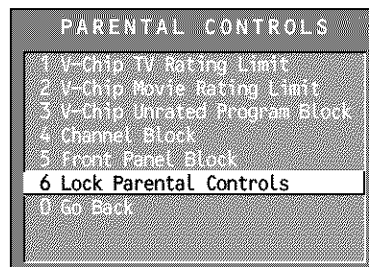 PARENTAL CONTROLS
1 V-Chip TV Rating Limit
2 V-Chip Movie Rating Limit
3 V-Chip Unrated Program Block
4 Channel Block
5 Front Panel Block
6 Lock Parental Controls
0 Go Back